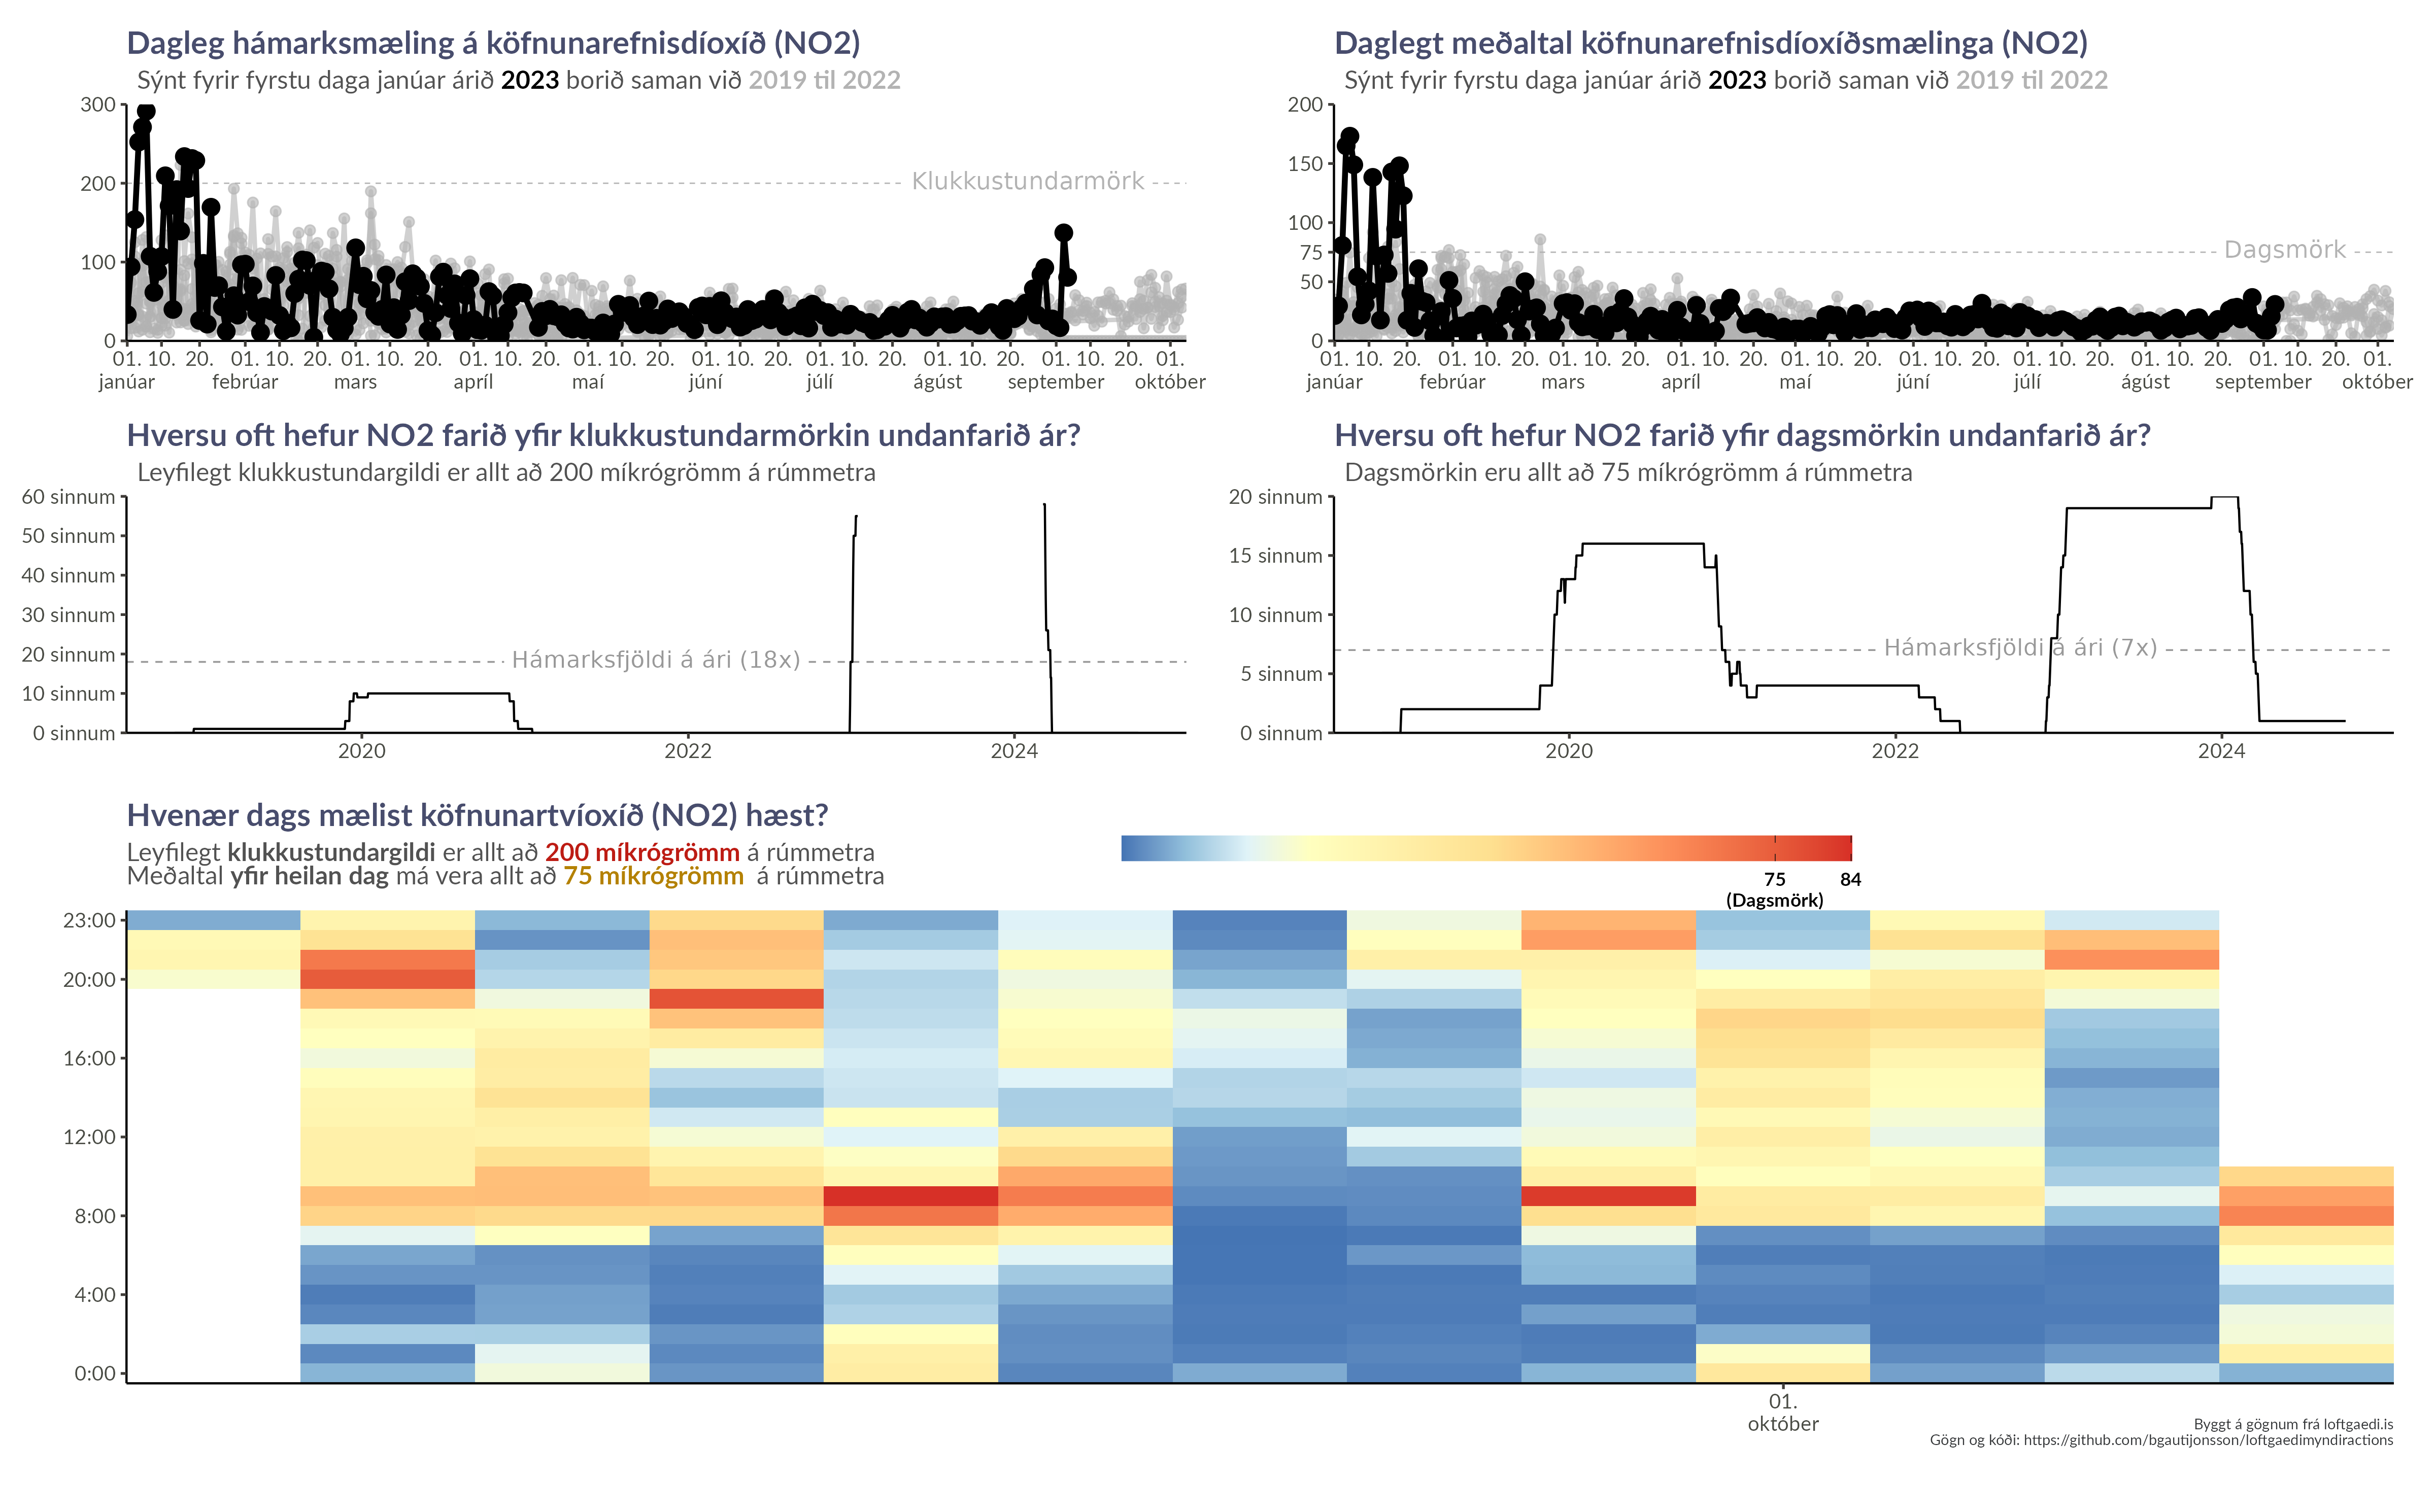 Dagleg hámarksmæling á köfnunarefnisdíoxíð (NO2)
Sýnt fyrir fyrstu daga janúar árið 2023 borið saman við 2019 til 2022
300
200
100
0
Klukkustundarmörk
01. 10. 20. 01. 10. 20. 01. 10. 20. 01. 10. 20. 01. 10. 20. 01. 10. 20. 01. 10. 20. 01. 10. 20. 01. 10. 20. 01.
janúar febrúar mars apríl maí júní júlí ágúst september október
Daglegt meðaltal köfnunarefnisdíoxíðsmælinga (NO2)
Sýnt fyrir fyrstu daga janúar árið 2023 borið saman við 2019 til 2022
200
150
100
75
50
0
Dagsmörk
01. 10. 20. 01. 10. 20. 01. 10. 20. 01. 10. 20. 01. 10. 20. 01. 10. 20. 01. 10. 20. 01. 10. 20. 01. 10. 20. 01.
janúar febrúar mars apríl maí júní júlí ágúst september október
Hversu oft hefur NO2 farið yfir klukkustundarmörkin undanfarið ár?
Leyfilegt klukkustundargildi er allt að 200 míkrógrömm á rúmmetra
60 sinnum
50 sinnum
40 sinnum
30 sinnum
20 sinnum
10 sinnum
0 sinnum
Hámarksfjöldi á ári (18x)
2020 2022 2024
Hversu oft hefur NO2 farið yfir dagsmörkin undanfarið ár?
Dagsmörkin eru allt að 75 míkrógrömm á rúmmetra
20 sinnum
15 sinnum
10 sinnum
5 sinnum
0 sinnum
Hámarksfjöldi á ári (7x)
2020 2022 2024
Hvenær dags mælist köfnunartvíoxíð (NO2) hæst?
Leyfilegt klukkustundargildi er allt að 200 míkrógrömm á rúmmetra
Meðaltal yfir heilan dag má vera allt að 75 míkrógrömm á rúmmetra
75 84
(Dagsmörk)
23:00
20:00
16:00
12:00
8:00
4:00
0:00
01.
október
Byggt á gögnum frá loftgaedi.is
Gögn og kóði: https://github.com/bgautijonsson/loftgaedimyndiractions